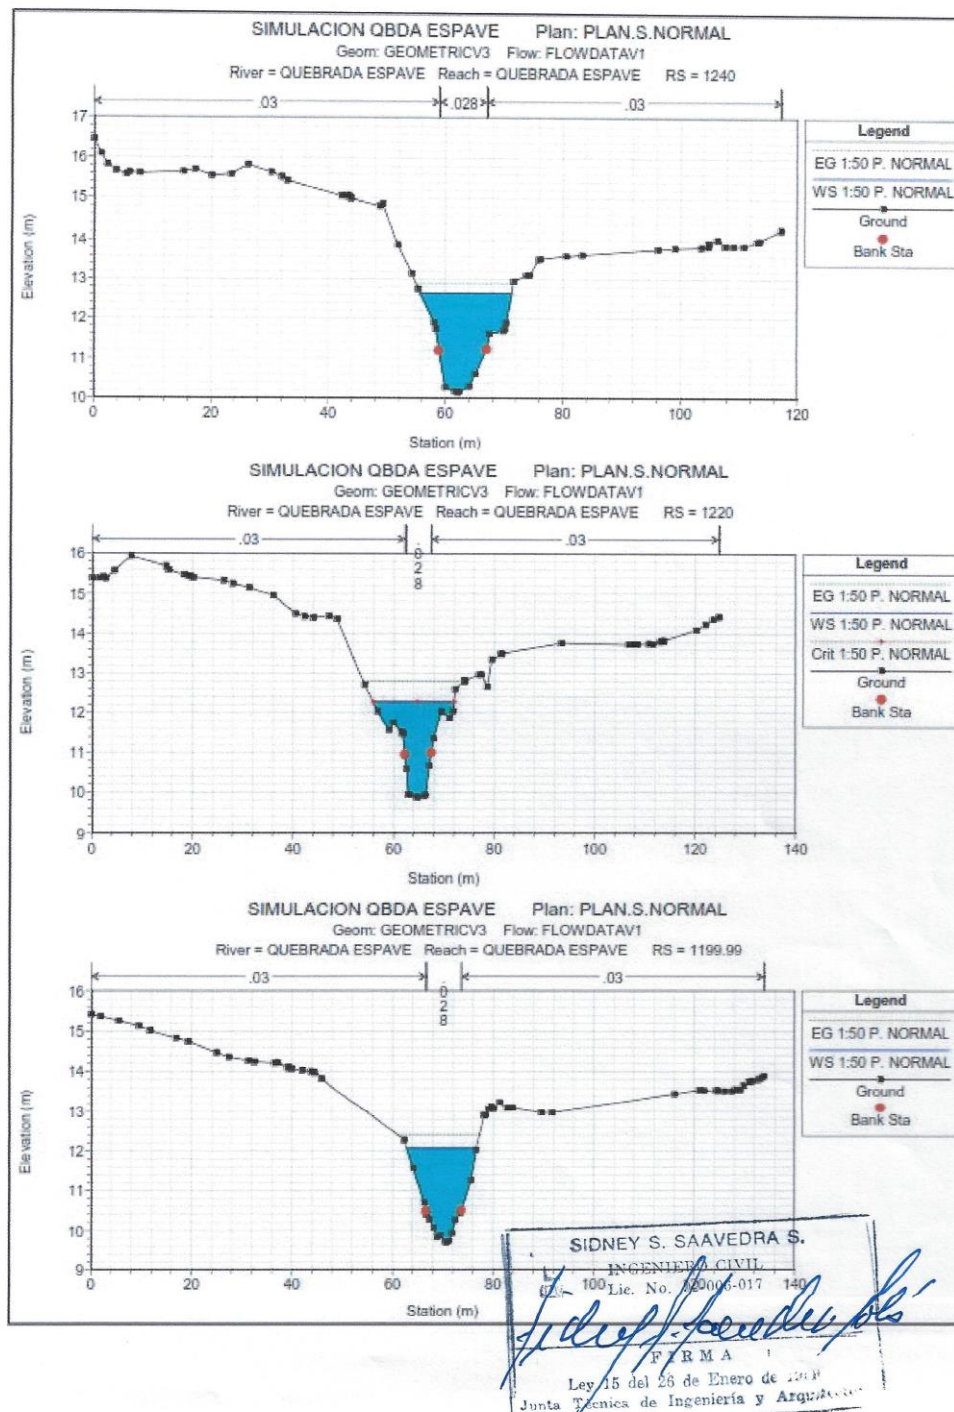 SIMULACION QBDA ESPAVE Plan: PLAN.S.NORMAL
Geom: GEOMETRICV3 Flow: FLOWDATAV1
River = QUEBRADA ESPAVE Reach = QUEBRADA ESPAVE RS = 1240
.03 .028 .03
Legend
EG 1:50 P. NORMAL
WS 1:50 P. NORMAL
Ground
Bank Sta
Elevation (m)
17
16
15
14
13
12
11
10
0 20 40 60 80 100 120
Station (m)
SIMULACION QBDA ESPAVE Plan: PLAN.S.NORMAL
Geom: GEOMETRICV3 Flow: FLOWDATAV1
River = QUEBRADA ESPAVE Reach = QUEBRADA ESPAVE RS = 1220
.03 .028 .03
Legend
EG 1:50 P. NORMAL
WS 1:50 P. NORMAL
Crit 1:50 P. NORMAL
Ground
Bank Sta
Elevation (m)
16
15
14
13
12
11
10
9
0 20 40 60 80 100 120 140
Station (m)
SIMULACION QBDA ESPAVE Plan: PLAN.S.NORMAL
Geom: GEOMETRICV3 Flow: FLOWDATAV1
River = QUEBRADA ESPAVE Reach = QUEBRADA ESPAVE RS = 1199.99
.03 .028 .03
Legend
EG 1:50 P. NORMAL
WS 1:50 P. NORMAL
Ground
Bank Sta
Elevation (m)
16
15
14
13
12
11
10
9
0 20 40 60 80 100 120 140
Station (m)
SIDNEY S. SAAVEDRA S.
INGENIERO CIVIL
Lic. No. 006-017
FIRMA
Ley 15 del 26 de Enero de
Junta Técnica de Ingeniería y